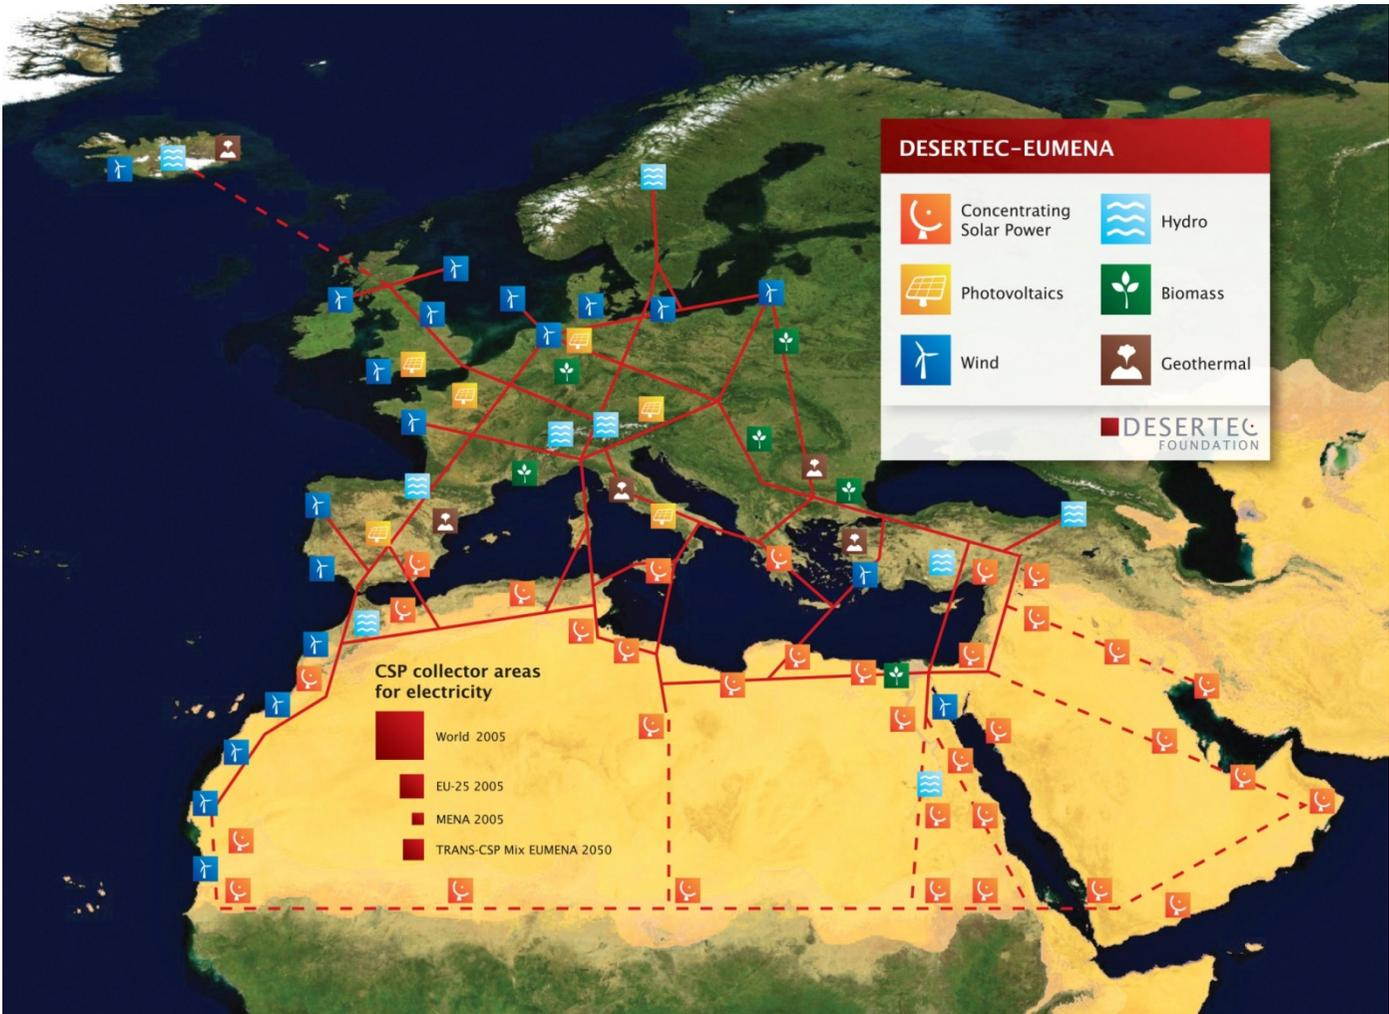 DESERTEC–EUMENA
Concentrating
Solar Power
Hydro
Photovoltaics
Biomass
Wind
Geothermal
DESERTEC
FOUNDATION
CSP collector areas
for electricity
World 2005
EU-25 2005
MENA 2005
TRANS-CSP Mix EUMENA 2050